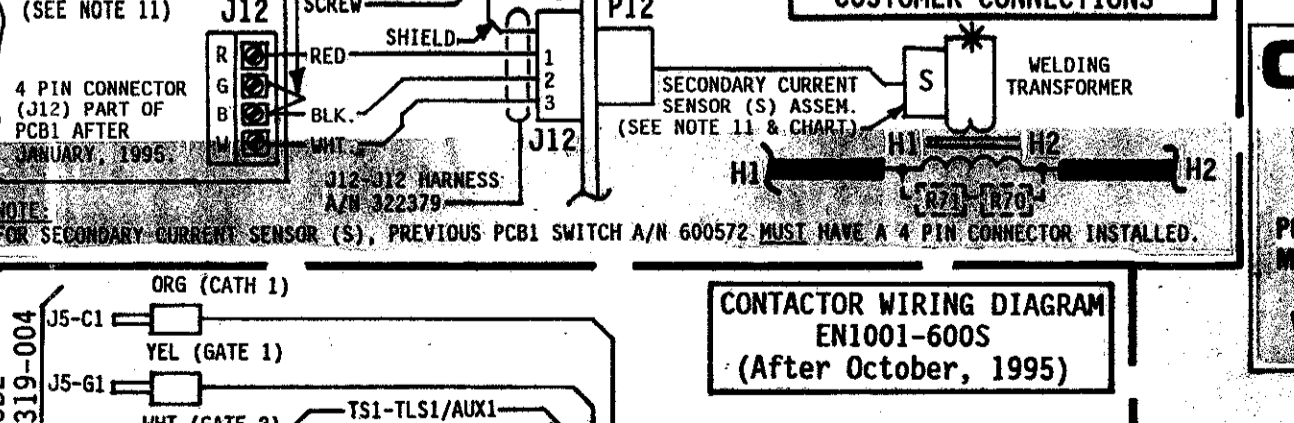 (SEE NOTE 11)
J12
SCREW
P12
CUSTOMER CONNECTIONS
SHIELD
R
RED
1
G
2
4 PIN CONNECTOR
(J12) PART OF
PCB1 AFTER
JANUARY, 1995.
B
BLK.
3
W
WHT.
J12
SECONDARY CURRENT
SENSOR (S) ASSEM.
(SEE NOTE 11 & CHART)
S
WELDING
TRANSFORMER
H1
H2
H1
H2
R71
R70
J12-J12 HARNESS
A/N 322379
NOTE:
FOR SECONDARY CURRENT SENSOR (S), PREVIOUS PCB1 SWITCH A/N 600572 MUST HAVE A 4 PIN CONNECTOR INSTALLED.
ORG (CATH 1)
J5-C1
YEL (GATE 1)
J5-G1
319-004
TS1-TLS1/AUX1
CONTACTOR WIRING DIAGRAM
EN1001-600S
(After October, 1995)